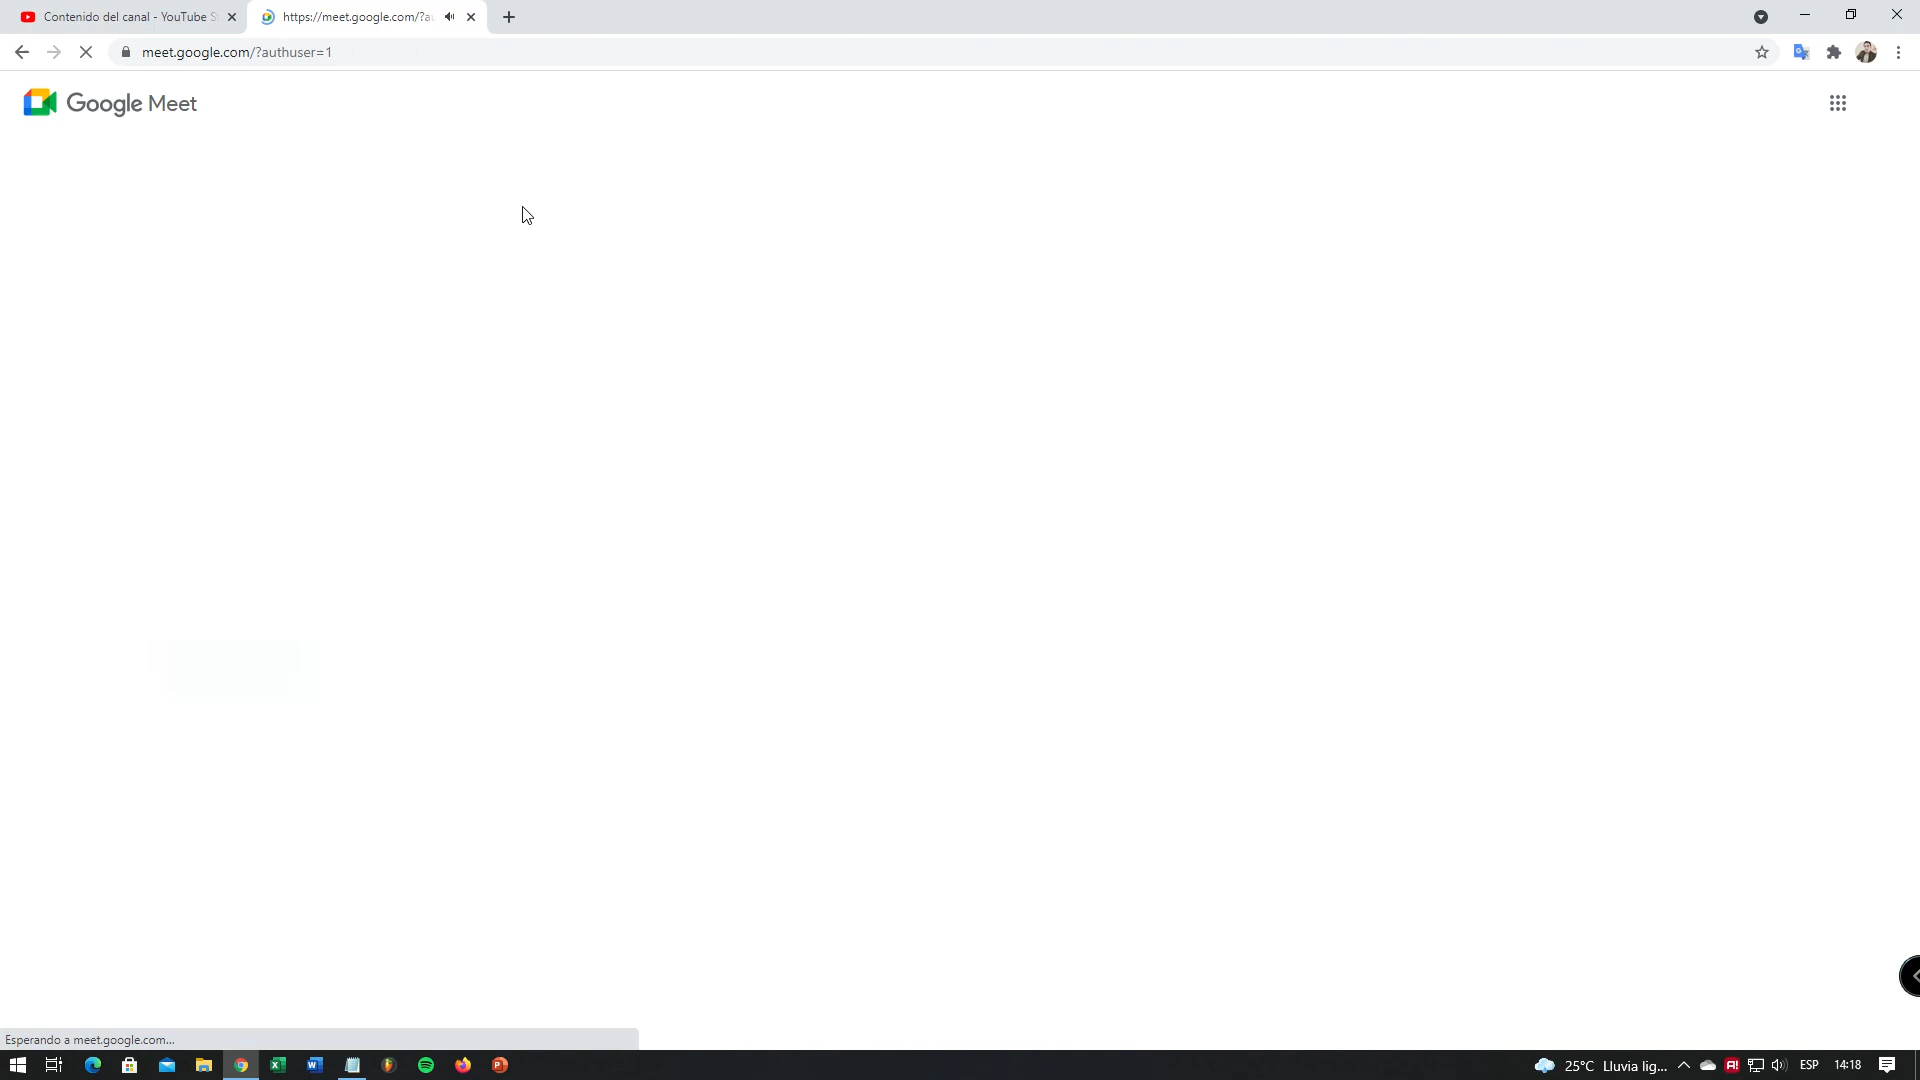 Contenido del canal - YouTube S
https://meet.google.com/?au
meet.google.com/?authuser=1
Google Meet
Esperando a meet.google.com...
25°C Lluvia lig... ESP 14:18